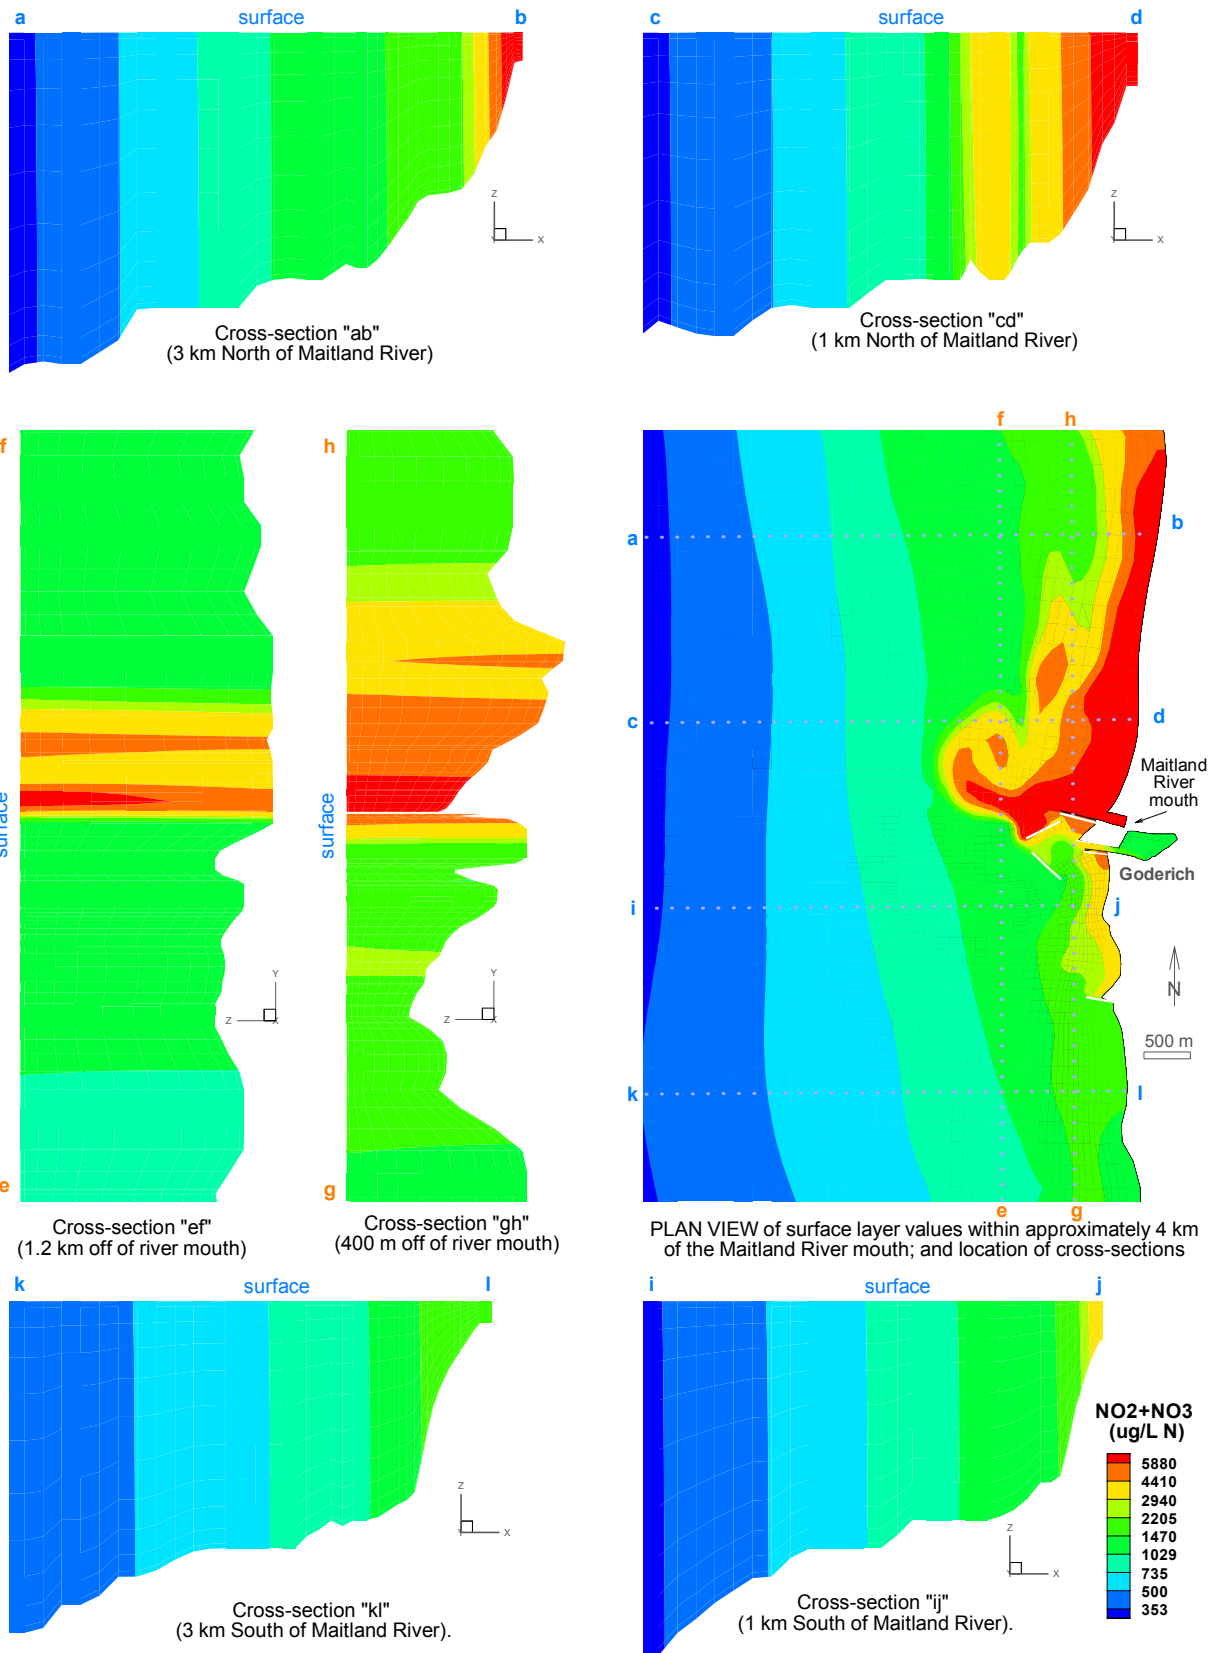 a surface b
c surface d
Z
X
Y
Z
X
Y
Cross-section "ab"
(3 km North of Maitland River)
Cross-section "cd"
(1 km North of Maitland River)
f
h
f h
a
b
c
d
Maitland
River
mouth
surface
surface
Goderich
i
j
Y
Z
X
Y
Z
X
N
500 m
k
l
e
g
e g
Cross-section "ef"
(1.2 km off of river mouth)
Cross-section "gh"
(400 m off of river mouth)
PLAN VIEW of surface layer values within approximately 4 km
of the Maitland River mouth; and location of cross-sections
k surface l
i surface j
Z
X
Y
Z
X
Y
NO2+NO3
(ug/L N)
5880
4410
2940
2205
1470
1029
735
500
353
Cross-section "kl"
(3 km South of Maitland River).
Cross-section "ij"
(1 km South of Maitland River).